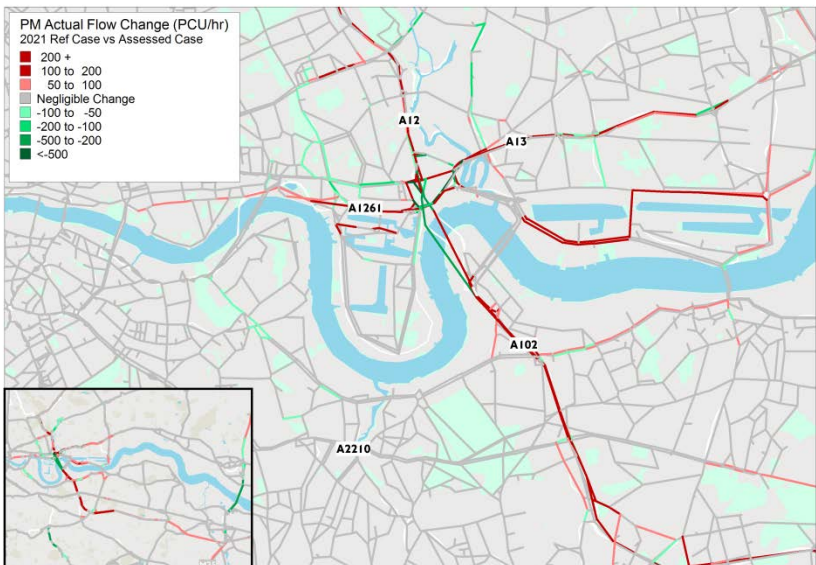 PM Actual Flow Change (PCU/hr)
2021 Ref Case vs Assessed Case
200 +
100 to 200
50 to 100
Negligible Change
-100 to -50
-200 to -100
-500 to -200
<-500
A12
A13
A1261
A102
A2210